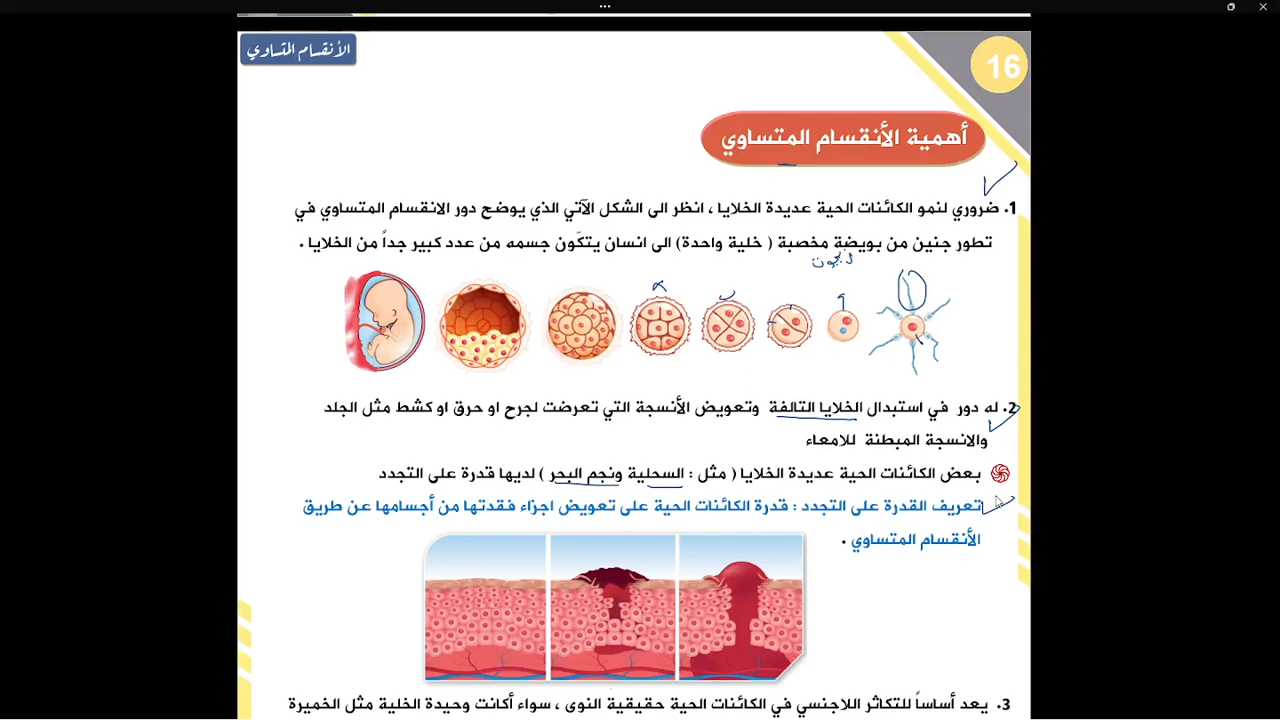 الأنقسام المتساوي
16
أهمية الأنقسام المتساوي
1. ضروري لنمو الكائنات الحية عديدة الخلايا ، انظر الى الشكل الآتي الذي يوضح دور الانقسام المتساوي في
تطور جنين من بويضة مخصبة ( خلية واحدة) الى انسان يتكّون جسمه من عدد كبير جداً من الخلايا .
2. له دور في استبدال الخلايا التالفة وتعويض الأنسجة التي تعرضت لجرح او حرق او كشط مثل الجلد
والانسجة المبطنة للامعاء
بعض الكائنات الحية عديدة الخلايا ( مثل : السحلية ونجم البحر ) لديها قدرة على التجدد
تعريف القدرة على التجدد : قدرة الكائنات الحية على تعويض اجزاء فقدتها من أجسامها عن طريق
الأنقسام المتساوي .
3. يعد أساساً للتكاثر اللاجنسي في الكائنات الحية حقيقية النوى ، سواء أكانت وحيدة الخلية مثل الخميرة